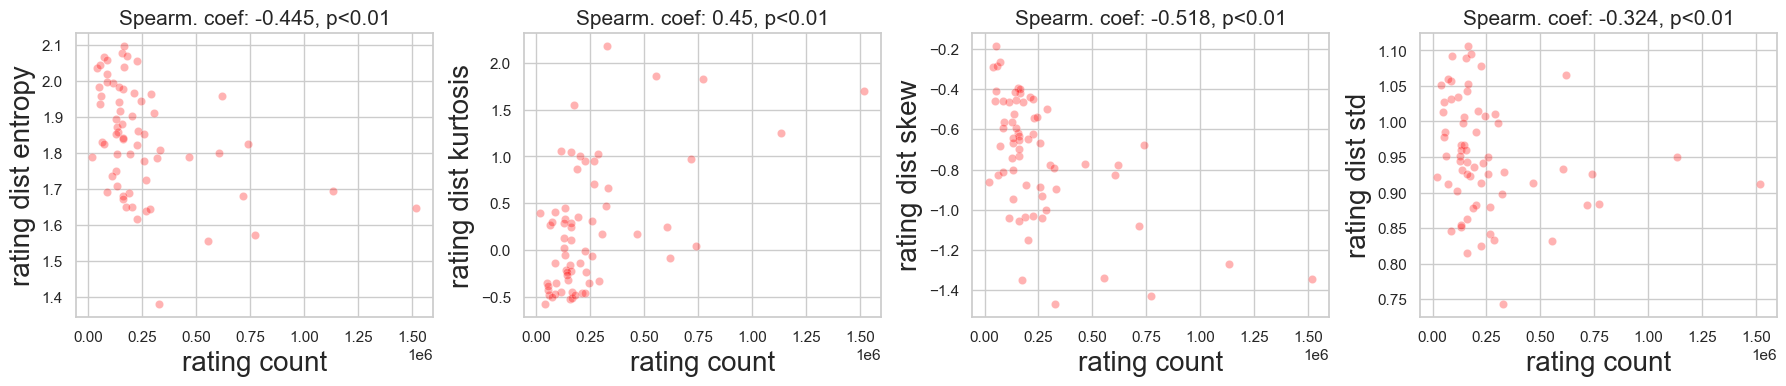 Spearm. coef: -0.445, p<0.01
rating dist entropy
2.1
2.0
1.9
1.8
1.7
1.6
1.5
1.4
0.00 0.25 0.50 0.75 1.00 1.25 1.50
1e6
rating count
Spearm. coef: 0.45, p<0.01
rating dist kurtosis
2.0
1.5
1.0
0.5
0.0
−0.5
0.00 0.25 0.50 0.75 1.00 1.25 1.50
1e6
rating count
Spearm. coef: -0.518, p<0.01
rating dist skew
−0.2
−0.4
−0.6
−0.8
−1.0
−1.2
−1.4
0.00 0.25 0.50 0.75 1.00 1.25 1.50
1e6
rating count
Spearm. coef: -0.324, p<0.01
rating dist std
1.10
1.05
1.00
0.95
0.90
0.85
0.80
0.75
0.00 0.25 0.50 0.75 1.00 1.25 1.50
1e6
rating count